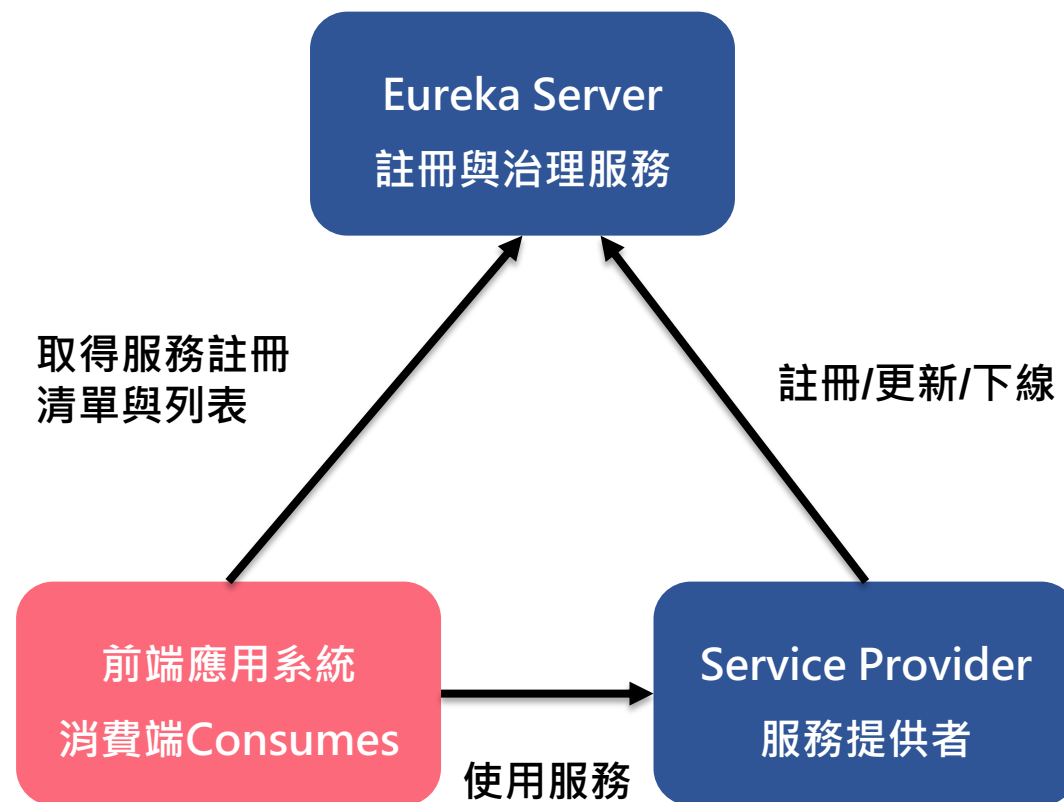 Eureka Server
註冊與治理服務
取得服務註冊
清單與列表
註冊/更新/下線
前端應用系統
消費端Consumes
Service Provider
服務提供者
使用服務